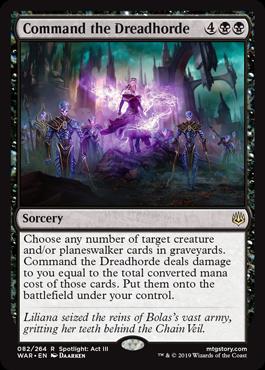 Command the Dreadhorde 4
Sorcery
Choose any number of target creature
and/or planeswalker cards in graveyards.
Command the Dreadhorde deals damage
to you equal to the total converted mana
cost of those cards. Put them onto the
battlefield under your control.
Liliana seized the reins of Bolas's vast army,
gritting her teeth behind the Chain Veil.
082/264 R Spotlight: Act III mtgstory.com
WAR • EN DAARKEN ™ & © 2019 Wizards of the Coast